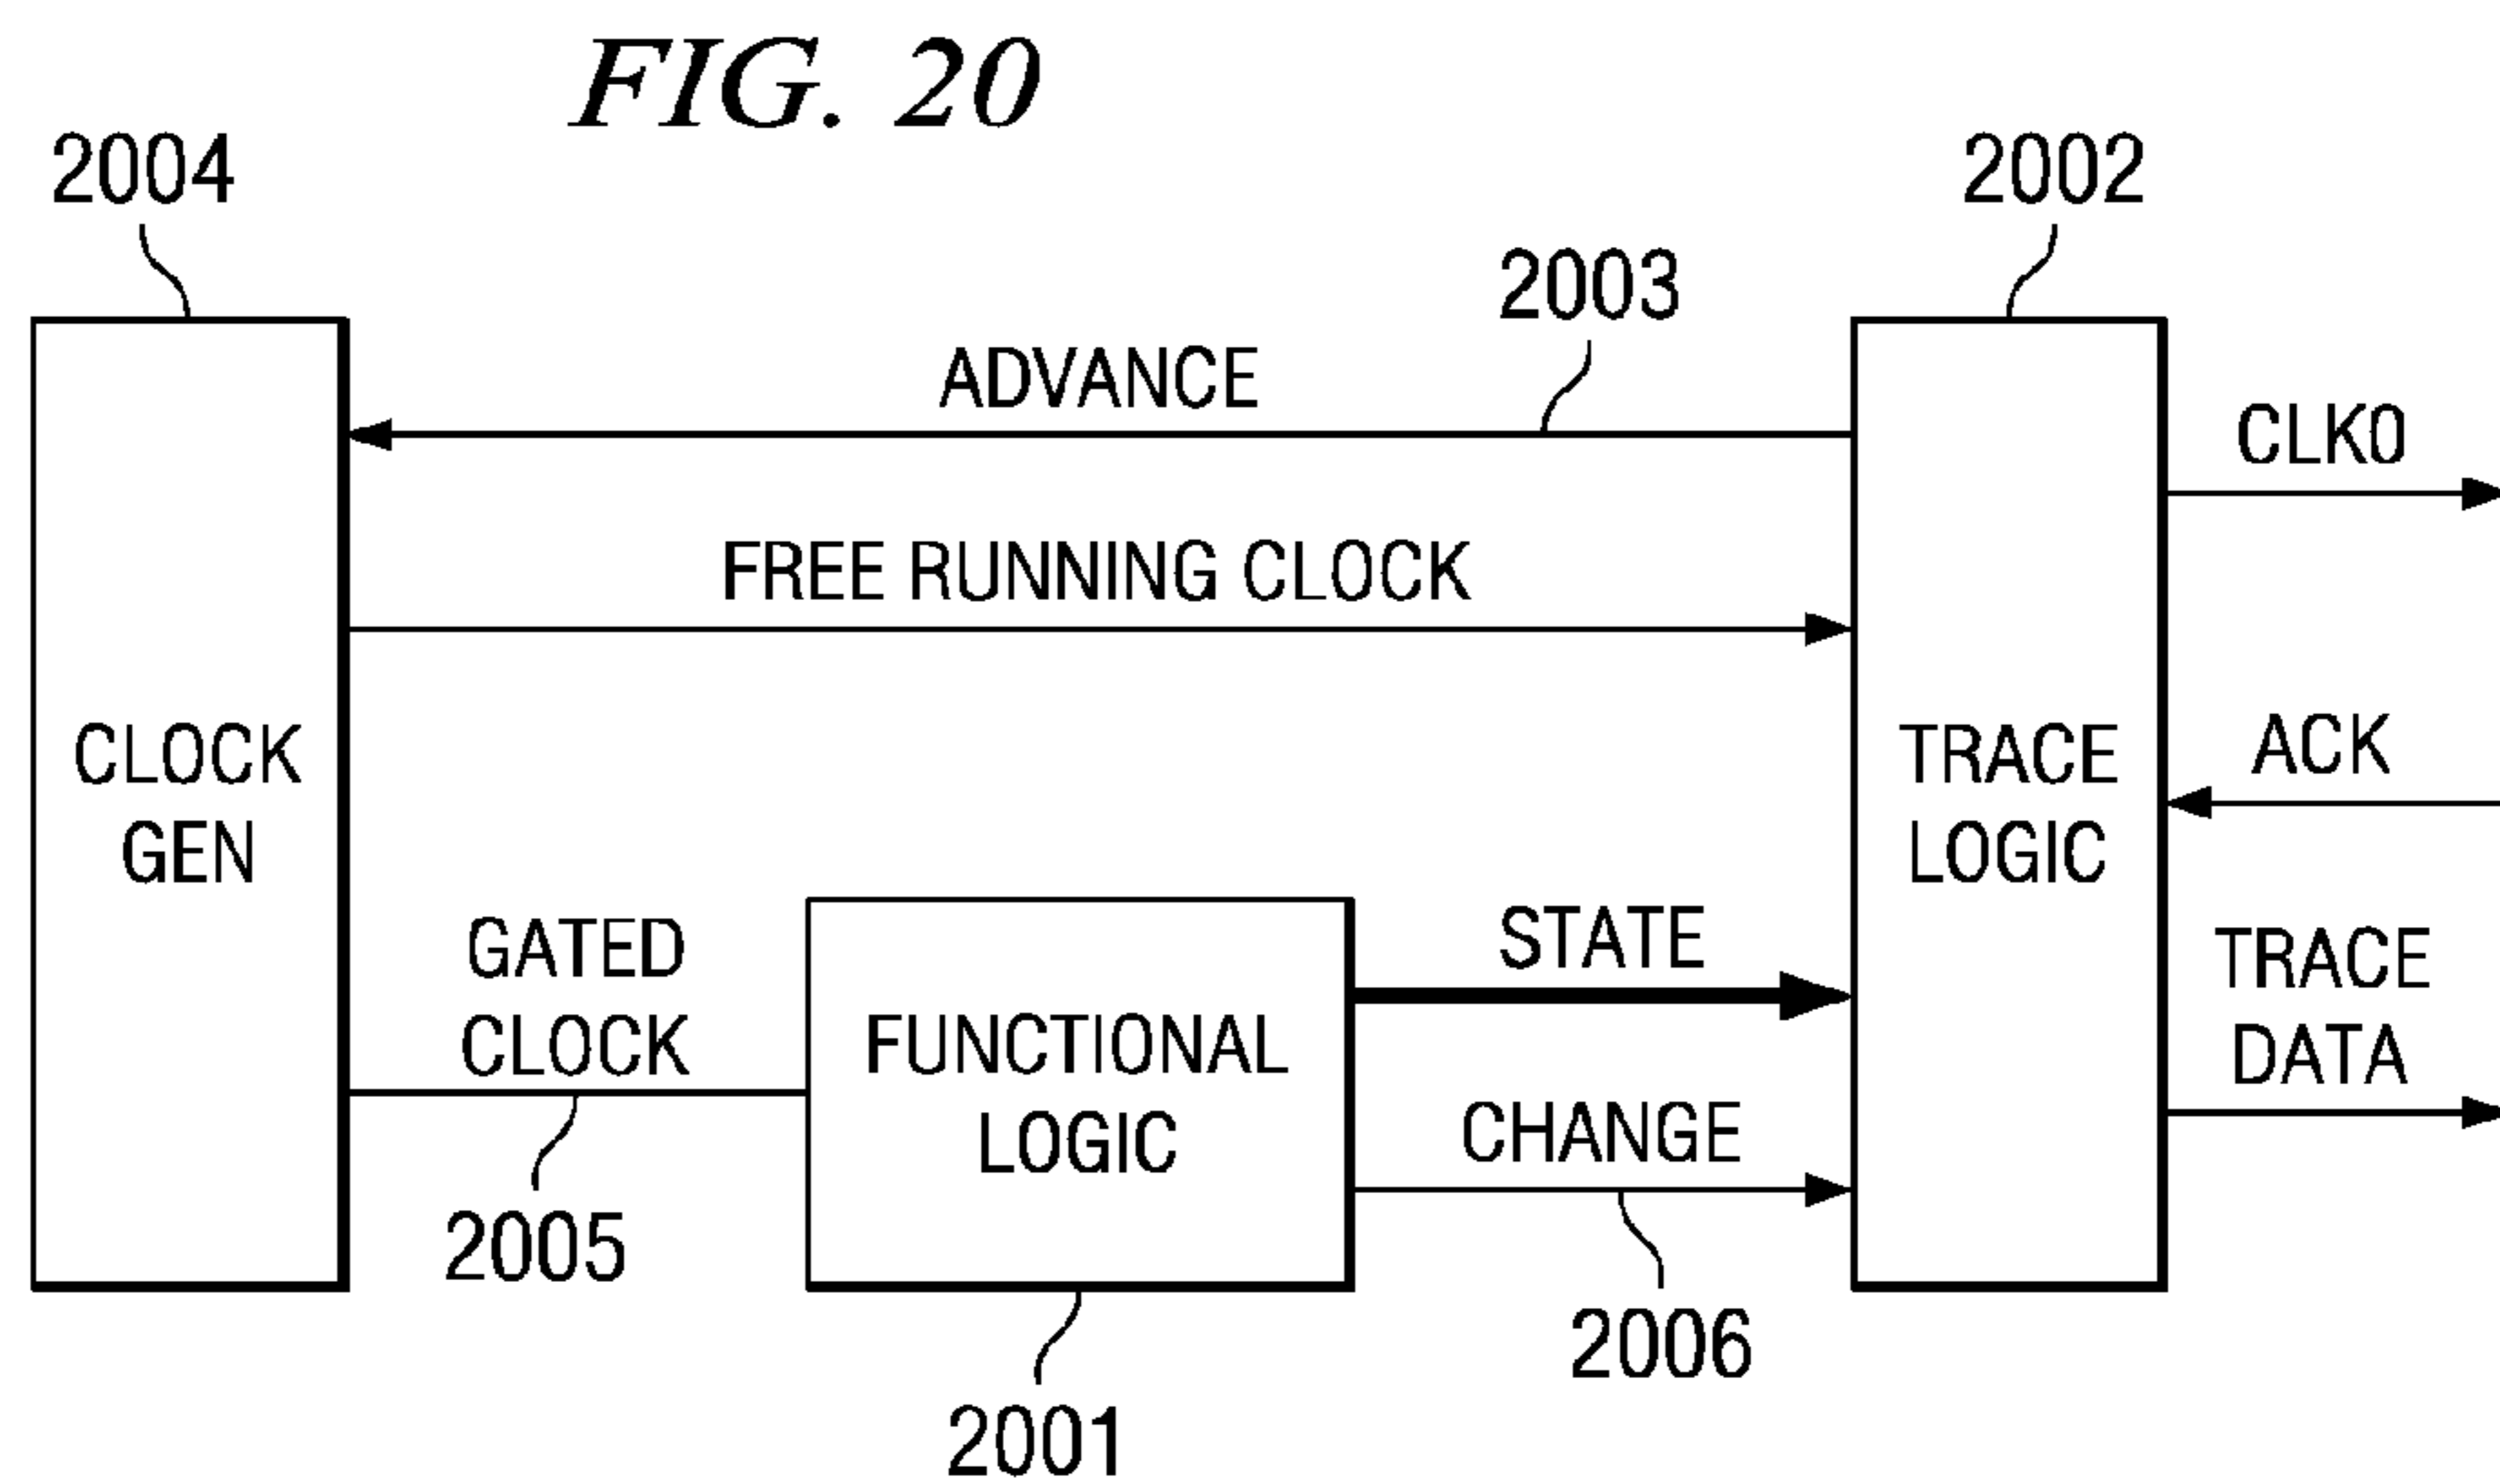 FIG. 20
2004
2002
2003
ADVANCE
CLK0
FREE RUNNING CLOCK
CLOCK
GEN
TRACE
LOGIC
ACK
GATED
CLOCK
2005
FUNCTIONAL
LOGIC
2001
STATE
CHANGE
2006
TRACE
DATA